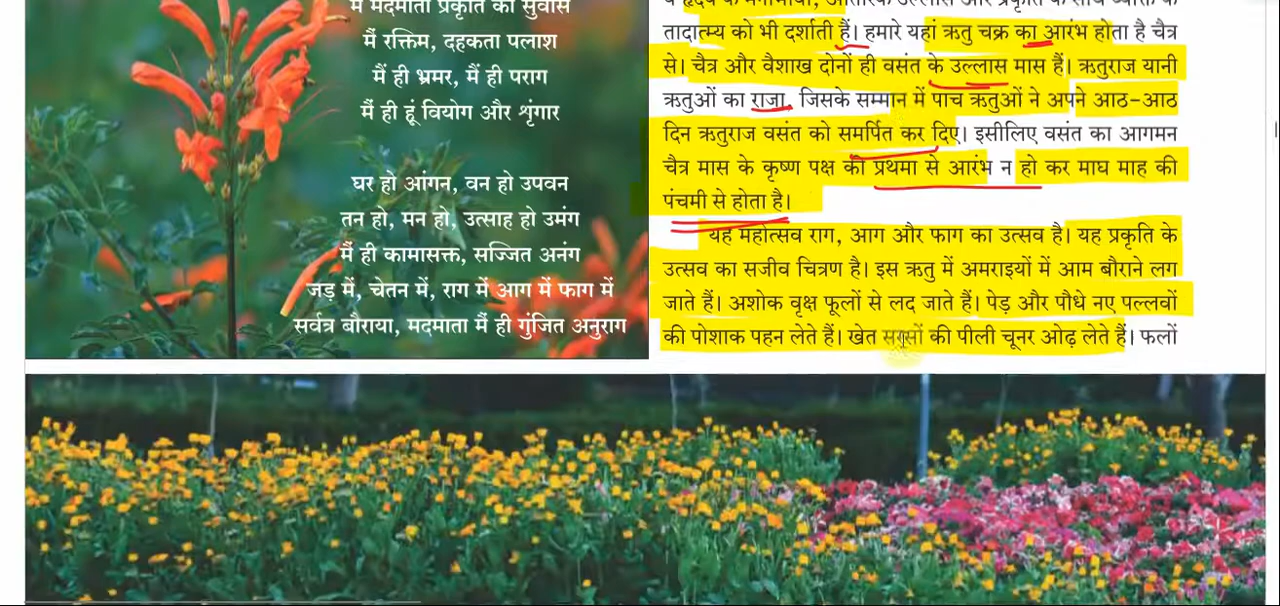 मैं मदमाती प्रकृति की सुवास
मैं रक्तिम, दहकता पलाश
मैं ही भ्रमर, मैं ही पराग
मैं ही हूं वियोग और शृंगार
घर हो आंगन, वन हो उपवन
तन हो, मन हो, उत्साह हो उमंग
मैं ही कामासक्त, सज्जित अनंग
जड़ में, चेतन में, राग में आग में फाग में
सर्वत्र बौराया, मदमाता मैं ही गुंजित अनुराग
तादात्म्य को भी दर्शाती हैं। हमारे यहां ऋतु चक्र का आरंभ होता है चैत्र
से। चैत्र और वैशाख दोनों ही वसंत के उल्लास मास हैं। ऋतुराज यानी
ऋतुओं का राजा, जिसके सम्मान में पाच ऋतुओं ने अपने आठ-आठ
दिन ऋतुराज वसंत को समर्पित कर दिए। इसीलिए वसंत का आगमन
चैत्र मास के कृष्ण पक्ष की प्रथमा से आरंभ न हो कर माघ माह की
पंचमी से होता है।
यह महोत्सव राग, आग और फाग का उत्सव है। यह प्रकृति के
उत्सव का सजीव चित्रण है। इस ऋतु में अमराइयों में आम बौराने लग
जाते हैं। अशोक वृक्ष फूलों से लद जाते हैं। पेड़ और पौधे नए पल्लवों
की पोशाक पहन लेते हैं। खेत सरसों की पीली चूनर ओढ़ लेते हैं। फलों